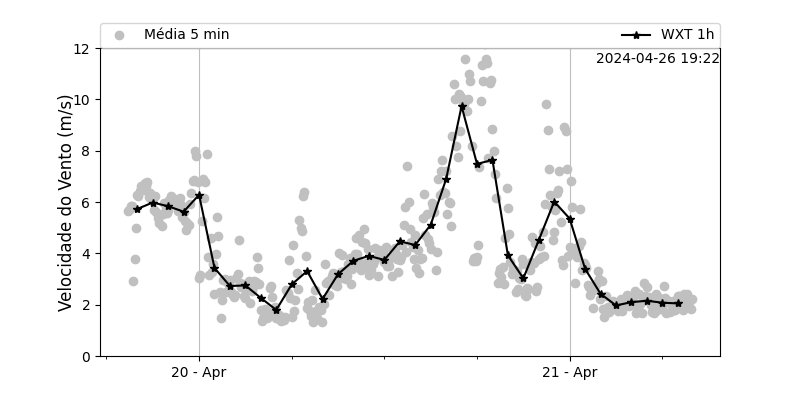 Média 5 min
WXT 1h
2024-04-26 19:22
Velocidade do Vento (m/s)
12
10
8
6
4
2
0
20 - Apr
21 - Apr